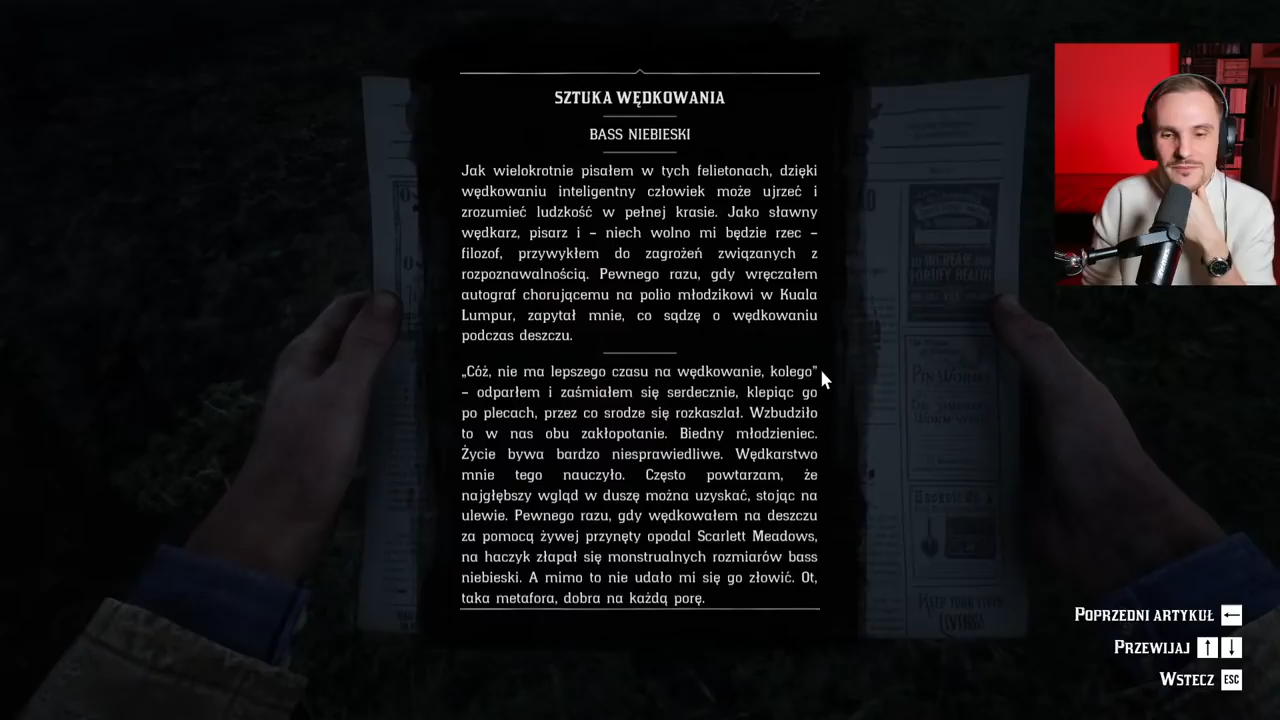 SZTUKA WĘDKOWANIA
BASS NIEBIESKI
Jak wielokrotnie pisałem w tych felietonach, dzięki
wędkowaniu inteligentny człowiek może ujrzeć i
zrozumieć ludzkość w pełnej krasie. Jako sławny
wędkarz, pisarz i – niech wolno mi będzie rzec –
filozof, przywykłem do zagrożeń związanych z
rozpoznawalnością. Pewnego razu, gdy wręczałem
autograf chorującemu na polio młodzikowi w Kuala
Lumpur, zapytał mnie, co sądzę o wędkowaniu
podczas deszczu.
„Cóż, nie ma lepszego czasu na wędkowanie, kolego”
– odparłem i zaśmiałem się serdecznie, klepiąc go
po plecach, przez co srodze się rozkaszlał. Wzbudziło
to w nas obu zakłopotanie. Biedny młodzieniec.
Życie bywa bardzo niesprawiedliwe. Wędkarstwo
mnie tego nauczyło. Często powtarzam, że
najgłębszy wgląd w duszę można uzyskać, stojąc na
ulewie. Pewnego razu, gdy wędkowałem na deszczu
za pomocą żywej przynęty opodal Scarlett Meadows,
na haczyk złapał się monstrualnych rozmiarów bass
niebieski. A mimo to nie udało mi się go złowić. Ot,
taka metafora, dobra na każdą porę.
POPRZEDNI ARTYKUŁ ←
PRZEWIJAJ ↑ ↓
WSTECZ ESC